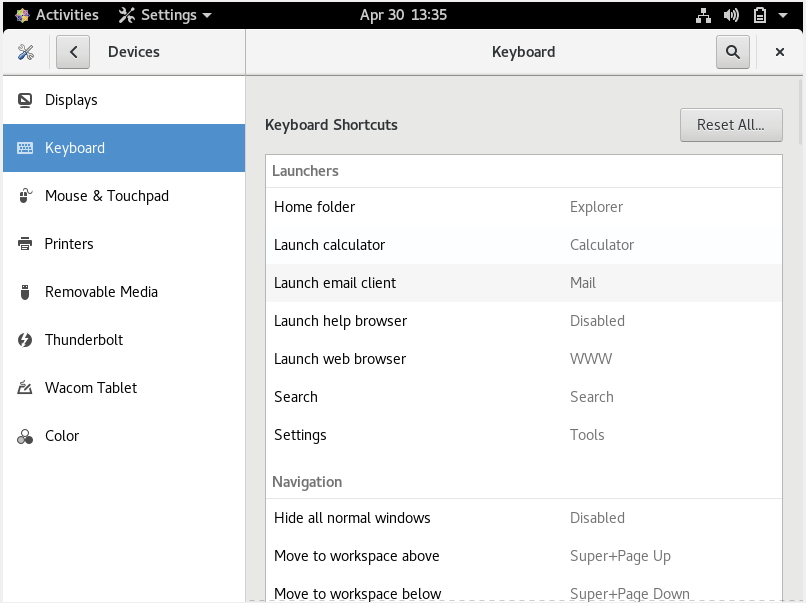 Activities Settings Apr 30 13:35
Devices Keyboard
Displays
Keyboard
Mouse & Touchpad
Printers
Removable Media
Thunderbolt
Wacom Tablet
Color
Keyboard Shortcuts Reset All...
Launchers
Home folder Explorer
Launch calculator Calculator
Launch email client Mail
Launch help browser Disabled
Launch web browser WWW
Search Search
Settings Tools
Navigation
Hide all normal windows Disabled
Move to workspace above Super+Page Up
Move to workspace below Super+Page Down